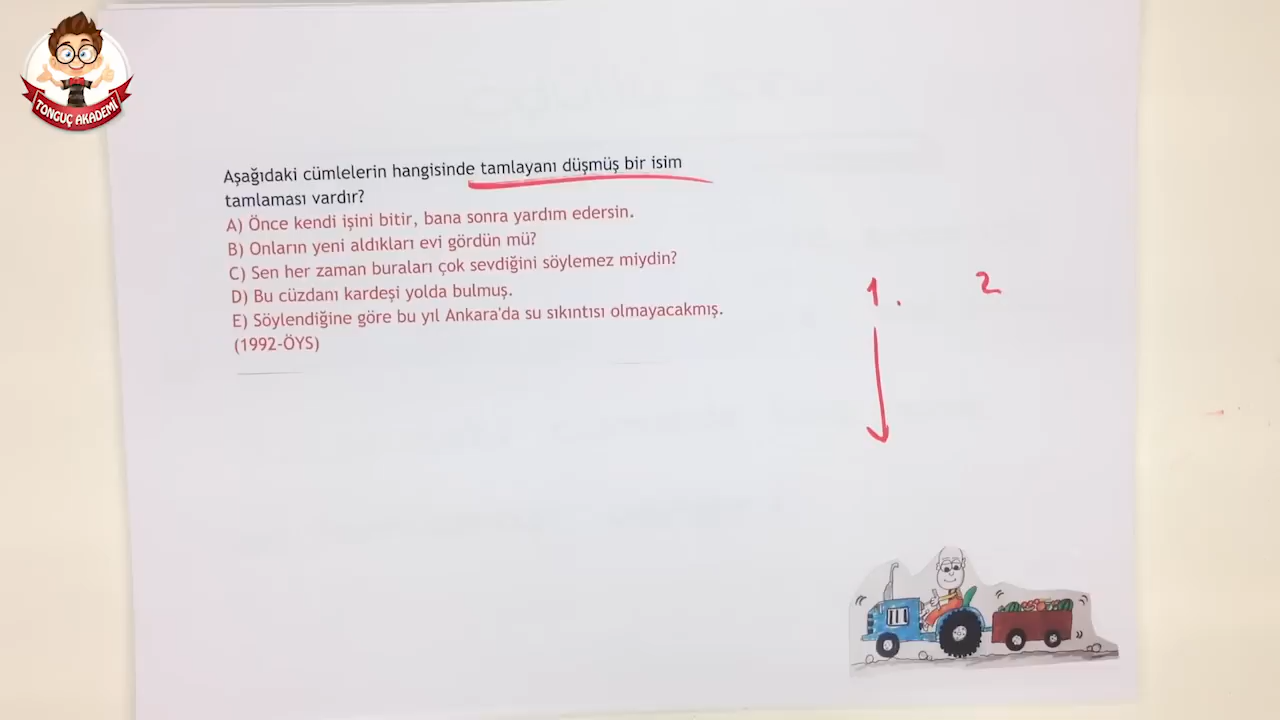 TONGUÇ AKADEMİ
Aşağıdaki cümlelerin hangisinde tamlayanı düşmüş bir isim
tamlaması vardır?
A) Önce kendi işini bitir, bana sonra yardım edersin.
B) Onların yeni aldıkları evi gördün mü?
C) Sen her zaman buraları çok sevdiğini söylemez miydin?
D) Bu cüzdanı kardeşi yolda bulmuş.
E) Söylendiğine göre bu yıl Ankara'da su sıkıntısı olmayacakmış.
(1992-ÖYS)
1. 2